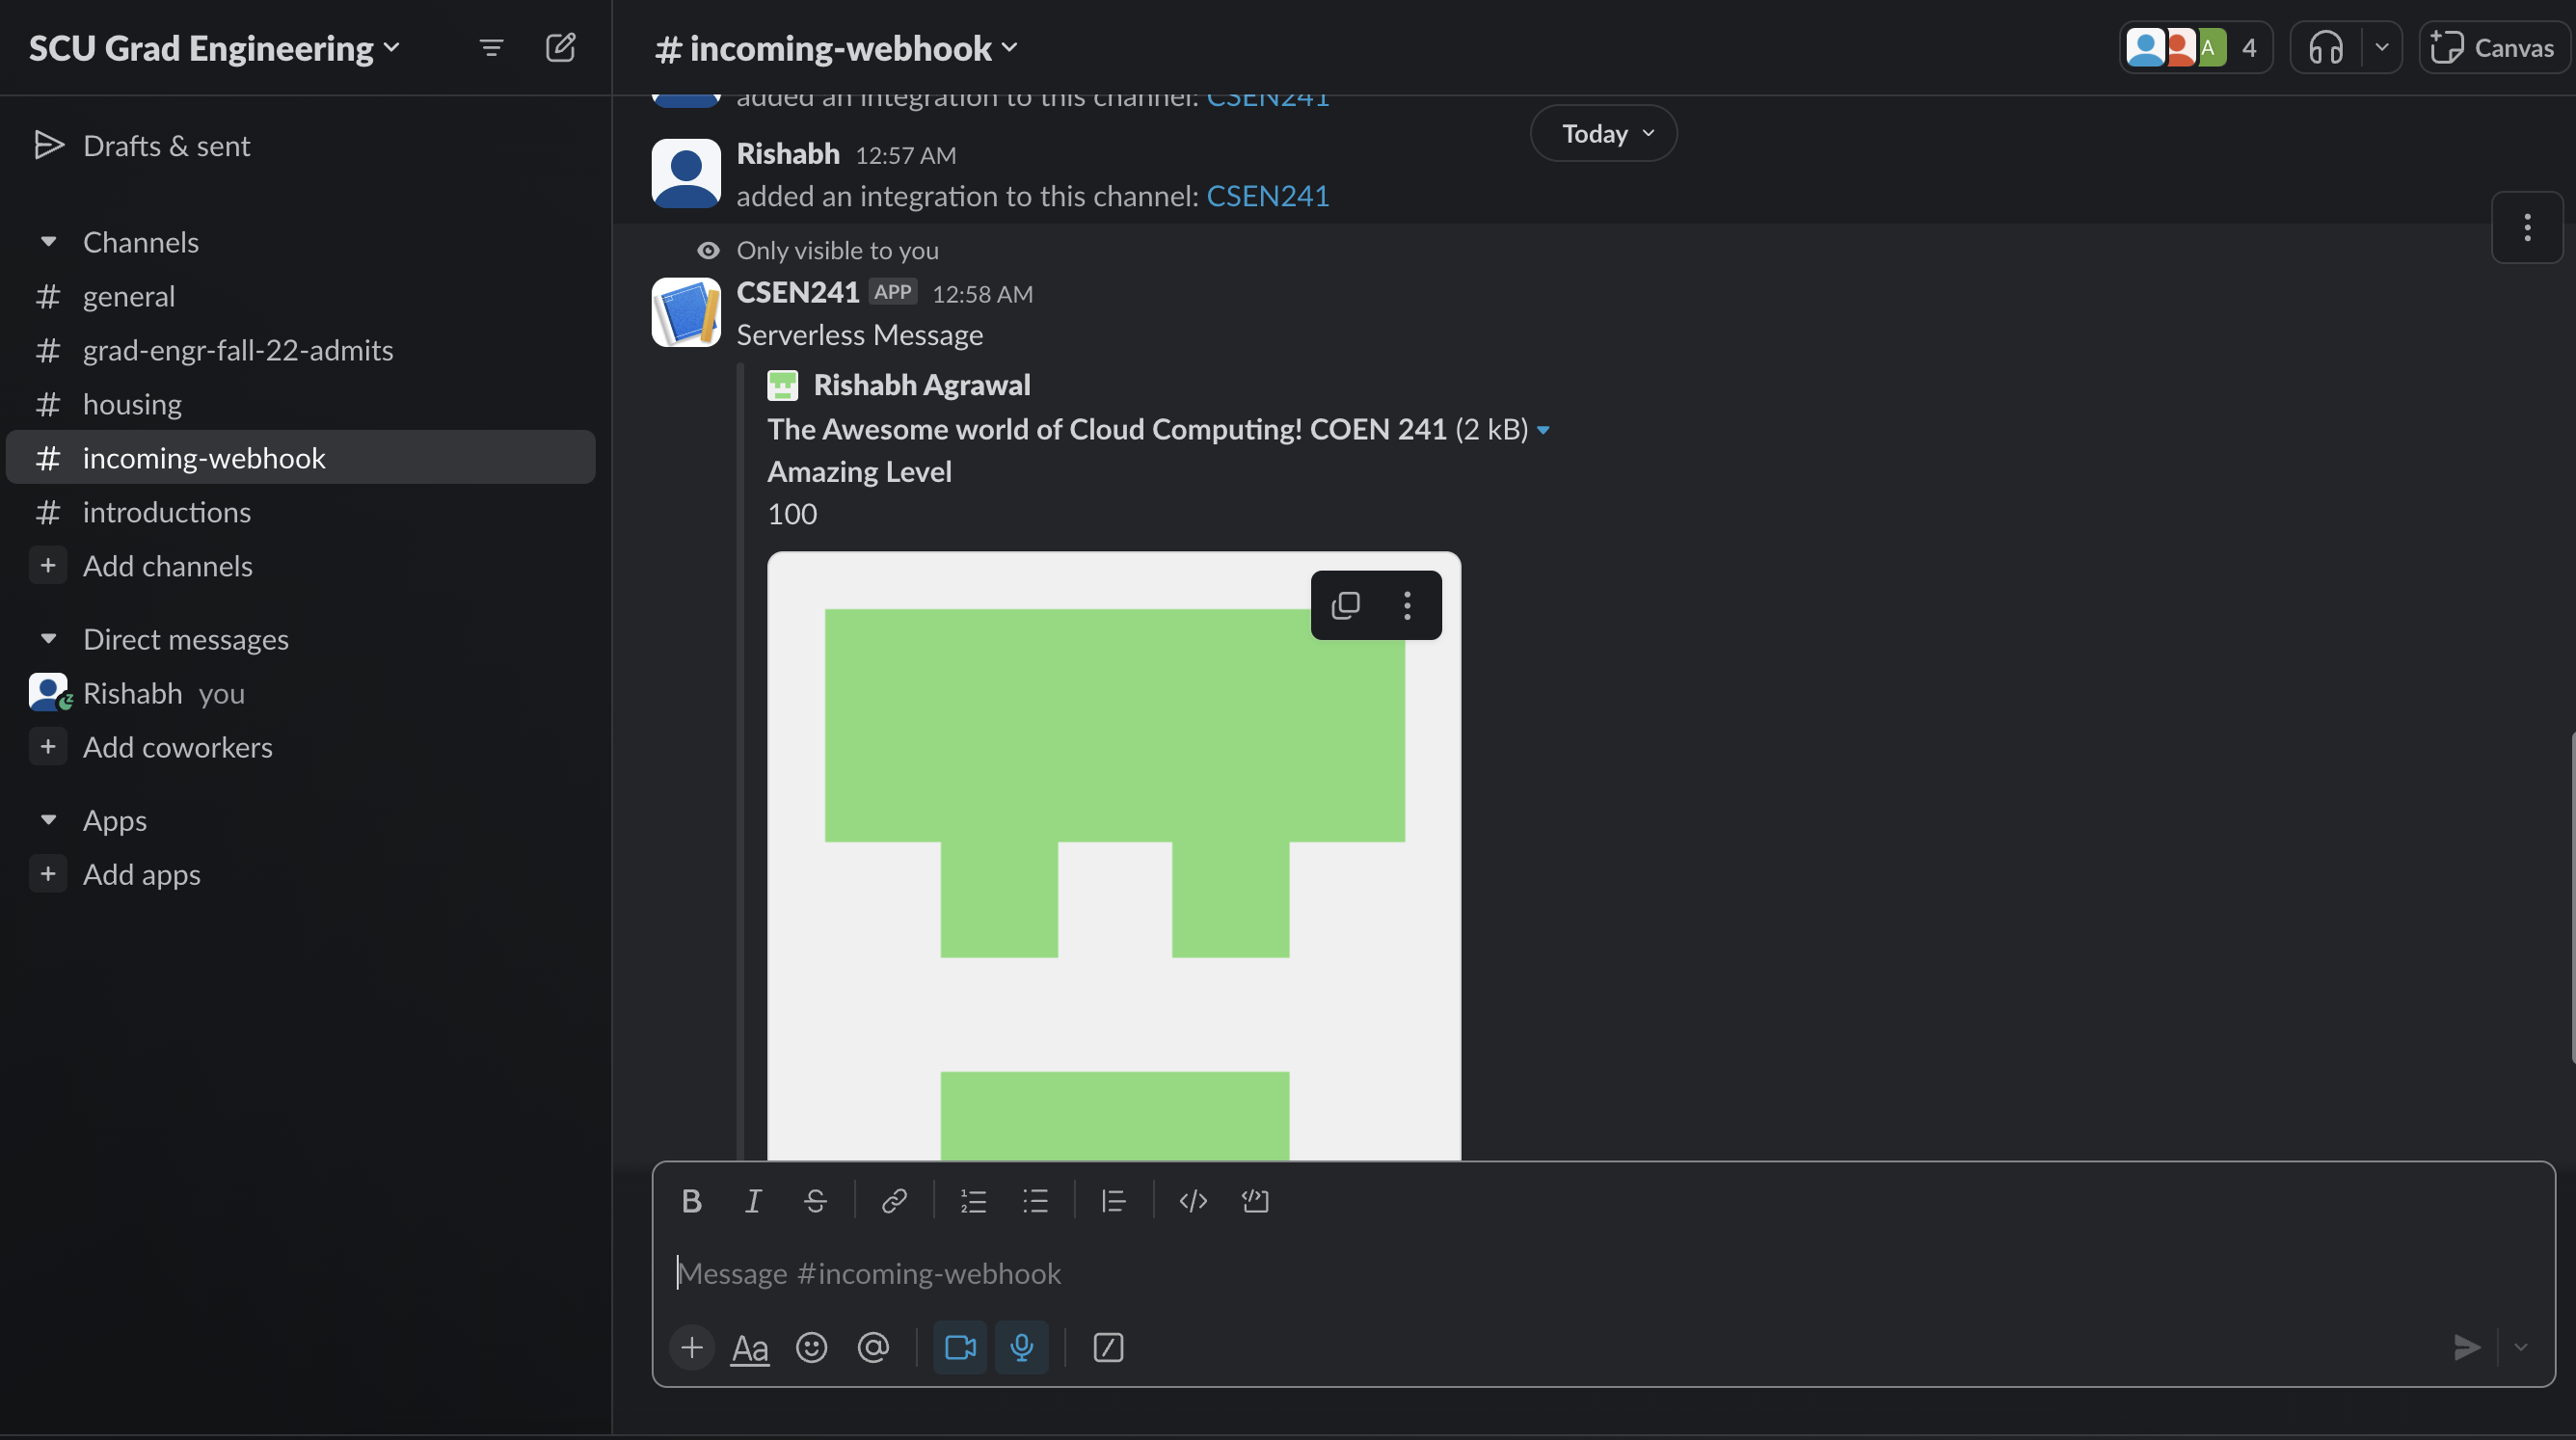 SCU Grad Engineering
Drafts & sent
Channels
# general
# grad-engr-fall-22-admits
# housing
# incoming-webhook
# introductions
+ Add channels
Direct messages
Rishabh you
+ Add coworkers
Apps
+ Add apps
# incoming-webhook
A 4
Canvas
added an integration to this channel: CSEN241
Today
Rishabh 12:57 AM
added an integration to this channel: CSEN241
Only visible to you
CSEN241 APP 12:58 AM
Serverless Message
Rishabh Agrawal
The Awesome world of Cloud Computing! COEN 241 (2 kB)
Amazing Level
100
B I S
Message #incoming-webhook
+ Aa @